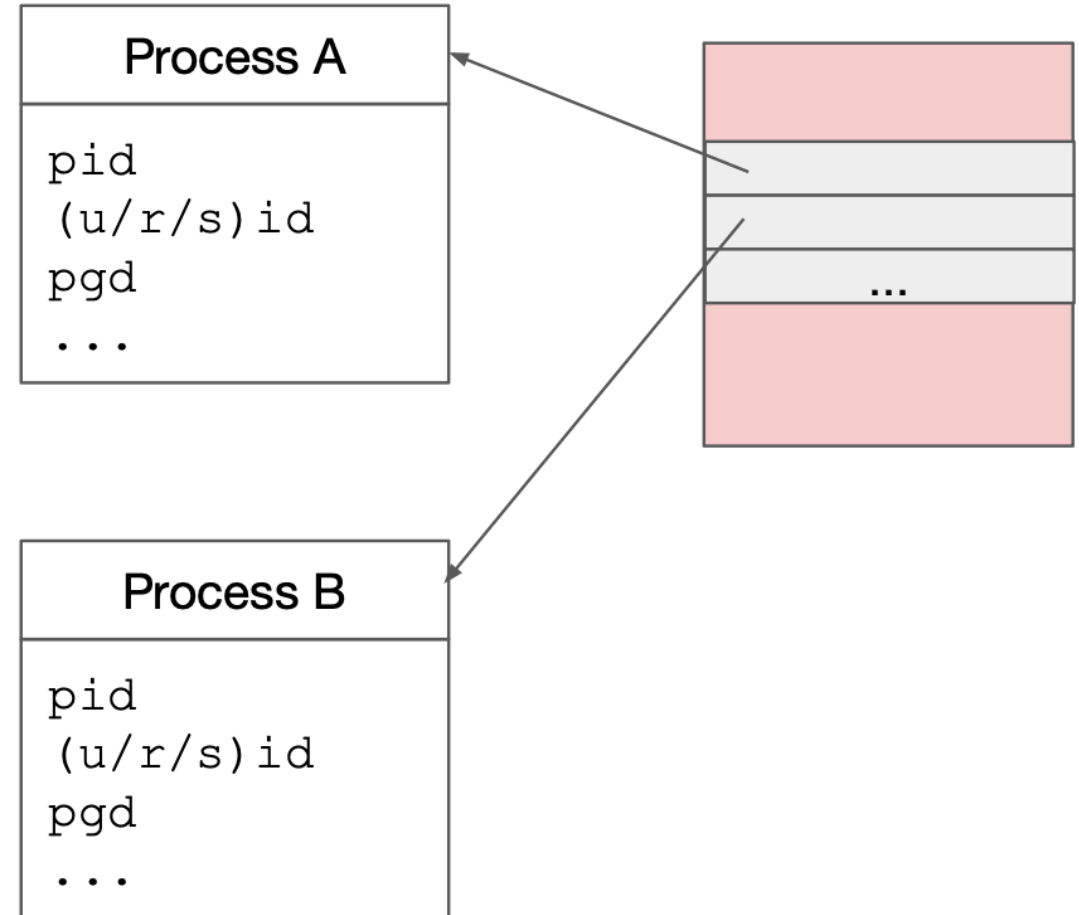 Process A
pid
(u/r/s)id
pgd
...
...
Process B
pid
(u/r/s)id
pgd
...